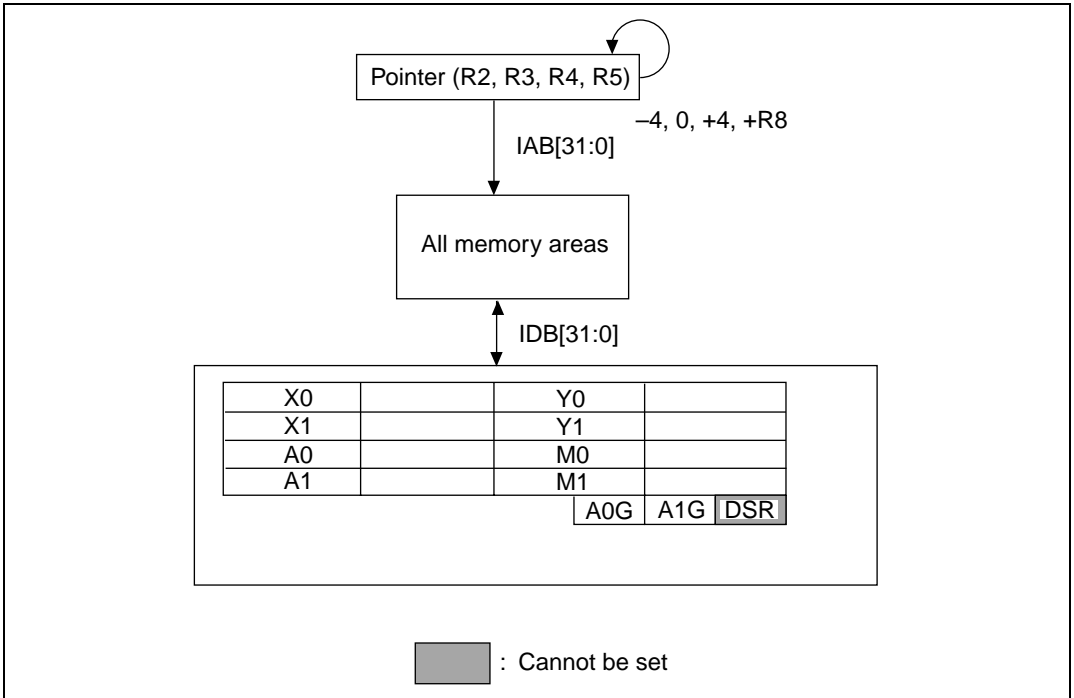 Pointer (R2, R3, R4, R5)
–4, 0, +4, +R8
IAB[31:0]
All memory areas
IDB[31:0]
X0 Y0
X1 Y1
A0 M0
A1 M1
A0G A1G DSR
: Cannot be set